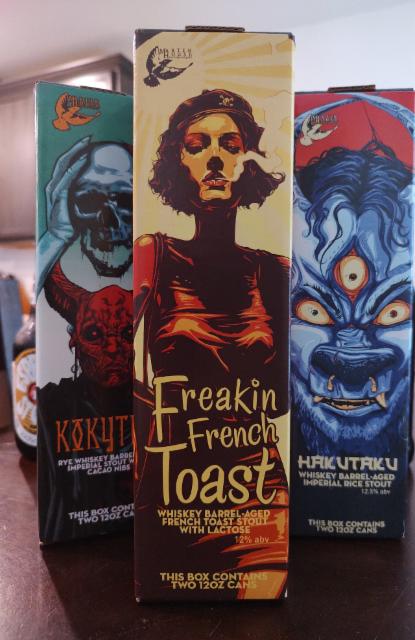 Freakin
French
Toast
WHISKEY BARREL-AGED
FRENCH TOAST STOUT
WITH LACTOSE
12% abv
THIS BOX CONTAINS
TWO 12OZ CANS
KOKYT
RYE WHISKEY BARRE
IMPERIAL STOUT W
CACAO NIBS
THIS BOX CONT
TWO 12OZ C
HAKUTAKU
WHISKEY BARREL-AGED
IMPERIAL RICE STOUT
12.5% abv
THIS BOX CONTAINS
TWO 12OZ CANS